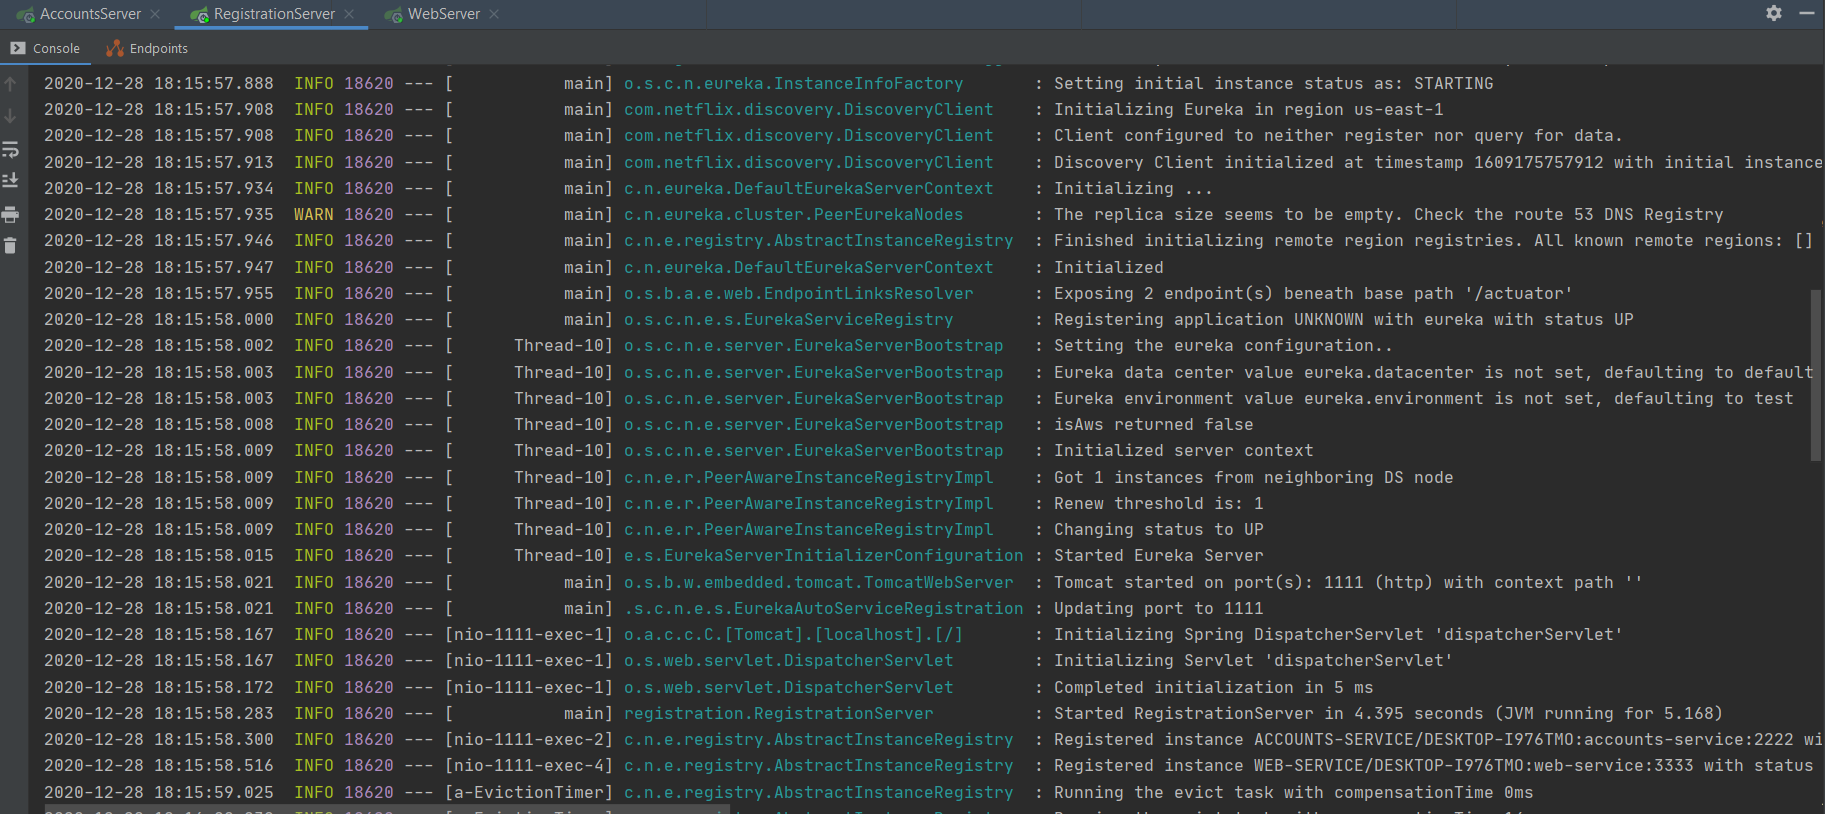 AccountsServer RegistrationServer WebServer
Console Endpoints
2020-12-28 18:15:57.888 INFO 18620 --- [ main] o.s.c.n.eureka.InstanceInfoFactory : Setting initial instance status as: STARTING
2020-12-28 18:15:57.908 INFO 18620 --- [ main] com.netflix.discovery.DiscoveryClient : Initializing Eureka in region us-east-1
2020-12-28 18:15:57.908 INFO 18620 --- [ main] com.netflix.discovery.DiscoveryClient : Client configured to neither register nor query for data.
2020-12-28 18:15:57.913 INFO 18620 --- [ main] com.netflix.discovery.DiscoveryClient : Discovery Client initialized at timestamp 1609175757912 with initial instance
2020-12-28 18:15:57.934 INFO 18620 --- [ main] c.n.eureka.DefaultEurekaServerContext : Initializing ...
2020-12-28 18:15:57.935 WARN 18620 --- [ main] c.n.eureka.cluster.PeerEurekaNodes : The replica size seems to be empty. Check the route 53 DNS Registry
2020-12-28 18:15:57.946 INFO 18620 --- [ main] c.n.e.registry.AbstractInstanceRegistry : Finished initializing remote region registries. All known remote regions: []
2020-12-28 18:15:57.947 INFO 18620 --- [ main] c.n.eureka.DefaultEurekaServerContext : Initialized
2020-12-28 18:15:57.955 INFO 18620 --- [ main] o.s.b.a.e.web.EndpointLinksResolver : Exposing 2 endpoint(s) beneath base path '/actuator'
2020-12-28 18:15:58.000 INFO 18620 --- [ main] o.s.c.n.e.s.EurekaServiceRegistry : Registering application UNKNOWN with eureka with status UP
2020-12-28 18:15:58.002 INFO 18620 --- [ Thread-10] o.s.c.n.e.server.EurekaServerBootstrap : Setting the eureka configuration..
2020-12-28 18:15:58.003 INFO 18620 --- [ Thread-10] o.s.c.n.e.server.EurekaServerBootstrap : Eureka data center value eureka.datacenter is not set, defaulting to default
2020-12-28 18:15:58.003 INFO 18620 --- [ Thread-10] o.s.c.n.e.server.EurekaServerBootstrap : Eureka environment value eureka.environment is not set, defaulting to test
2020-12-28 18:15:58.008 INFO 18620 --- [ Thread-10] o.s.c.n.e.server.EurekaServerBootstrap : isAws returned false
2020-12-28 18:15:58.009 INFO 18620 --- [ Thread-10] o.s.c.n.e.server.EurekaServerBootstrap : Initialized server context
2020-12-28 18:15:58.009 INFO 18620 --- [ Thread-10] c.n.e.r.PeerAwareInstanceRegistryImpl : Got 1 instances from neighboring DS node
2020-12-28 18:15:58.009 INFO 18620 --- [ Thread-10] c.n.e.r.PeerAwareInstanceRegistryImpl : Renew threshold is: 1
2020-12-28 18:15:58.009 INFO 18620 --- [ Thread-10] c.n.e.r.PeerAwareInstanceRegistryImpl : Changing status to UP
2020-12-28 18:15:58.015 INFO 18620 --- [ Thread-10] e.s.EurekaServerInitializerConfiguration : Started Eureka Server
2020-12-28 18:15:58.021 INFO 18620 --- [ main] o.s.b.w.embedded.tomcat.TomcatWebServer : Tomcat started on port(s): 1111 (http) with context path ''
2020-12-28 18:15:58.021 INFO 18620 --- [ main] .s.c.n.e.s.EurekaAutoServiceRegistration : Updating port to 1111
2020-12-28 18:15:58.167 INFO 18620 --- [nio-1111-exec-1] o.a.c.c.C.[Tomcat].[localhost].[/] : Initializing Spring DispatcherServlet 'dispatcherServlet'
2020-12-28 18:15:58.167 INFO 18620 --- [nio-1111-exec-1] o.s.web.servlet.DispatcherServlet : Initializing Servlet 'dispatcherServlet'
2020-12-28 18:15:58.172 INFO 18620 --- [nio-1111-exec-1] o.s.web.servlet.DispatcherServlet : Completed initialization in 5 ms
2020-12-28 18:15:58.283 INFO 18620 --- [ main] registration.RegistrationServer : Started RegistrationServer in 4.395 seconds (JVM running for 5.168)
2020-12-28 18:15:58.300 INFO 18620 --- [nio-1111-exec-2] c.n.e.registry.AbstractInstanceRegistry : Registered instance ACCOUNTS-SERVICE/DESKTOP-I976TMO:accounts-service:2222 wi
2020-12-28 18:15:58.516 INFO 18620 --- [nio-1111-exec-4] c.n.e.registry.AbstractInstanceRegistry : Registered instance WEB-SERVICE/DESKTOP-I976TMO:web-service:3333 with status
2020-12-28 18:15:59.025 INFO 18620 --- [a-EvictionTimer] c.n.e.registry.AbstractInstanceRegistry : Running the evict task with compensationTime 0ms